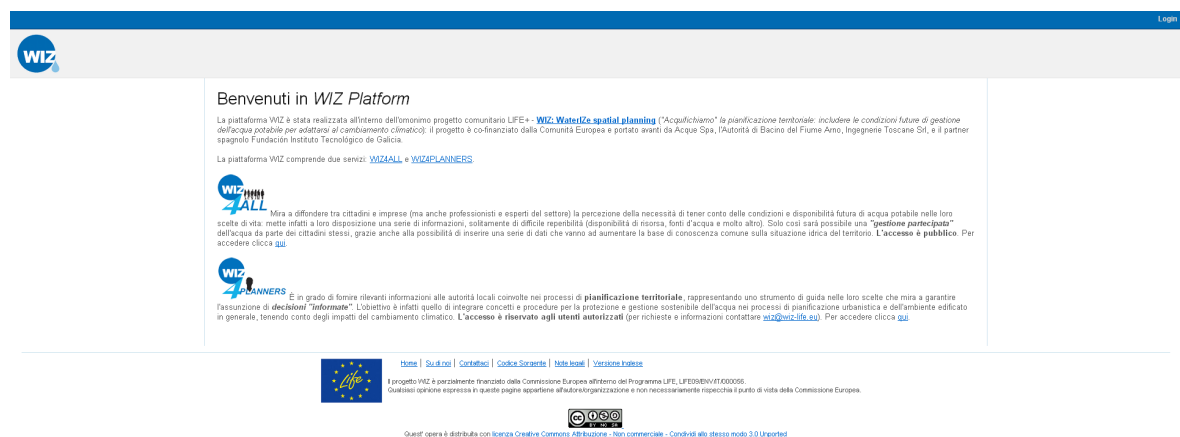 Login
WIZ
Benvenuti in WIZ Platform
La piattaforma WIZ è stata realizzata all'interno dell'omonimo progetto comunitario LIFE+ - WIZ: WaterIZe spatial planning ("Acquifichiamo" la pianificazione territoriale: includere le condizioni future di gestione
dell'acqua potabile per adattarsi al cambiamento climatico): il progetto è co-finanziato dalla Comunità Europea e portato avanti da Acque Spa, l'Autorità di Bacino del Fiume Arno, Ingegnerie Toscane Srl, e il partner
spagnolo Fundación Instituto Tecnológico de Galicia.
La piattaforma WIZ comprende due servizi: WIZ4ALL e WIZ4PLANNERS.
WIZ
4ALL Mira a diffondere tra cittadini e imprese (ma anche professionisti e esperti del settore) la percezione della necessità di tener conto delle condizioni e disponibilità futura di acqua potabile nelle loro
scelte di vita: mette infatti a loro disposizione una serie di informazioni, solitamente di difficile reperibilità (disponibilità di risorsa, fonti d'acqua e molto altro). Solo così sarà possibile una "gestione partecipata"
dell'acqua da parte dei cittadini stessi, grazie anche alla possibilità di inserire una serie di dati che vanno ad aumentare la base di conoscenza comune sulla situazione idrica del territorio. L'accesso è pubblico. Per
accedere clicca qui.
WIZ
4PLANNERS È in grado di fornire rilevanti informazioni alle autorità locali coinvolte nei processi di pianificazione territoriale, rappresentando uno strumento di guida nelle loro scelte che mira a garantire
l'assunzione di decisioni "informate". L'obiettivo è infatti quello di integrare concetti e procedure per la protezione e gestione sostenibile dell'acqua nei processi di pianificazione urbanistica e dell'ambiente edificato
in generale, tenendo conto degli impatti del cambiamento climatico. L'accesso è riservato agli utenti autorizzati (per richieste e informazioni contattare wiz@wiz-life.eu). Per accedere clicca qui.
Home | Su di noi | Contattaci | Codice Sorgente | Note legali | Versione Inglese
Life
Il progetto WIZ è parzialmente finanziato dalla Commissione Europea all'interno del Programma LIFE, LIFE09/ENV/IT/000056.
Qualsiasi opinione espressa in queste pagine appartiene all'autore/organizzazione e non necessariamente rispecchia il punto di vista della Commissione Europea.
CC BY NC SA
Quest' opera è distribuita con licenza Creative Commons Attribuzione - Non commerciale - Condividi allo stesso modo 3.0 Unported